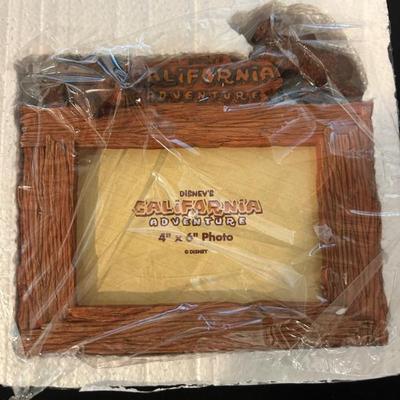 CALIFORNIA
ADVENTURE
DISNEY'S
CALIFORNIA
ADVENTURE
4" x 6" Photo
© DISNEY